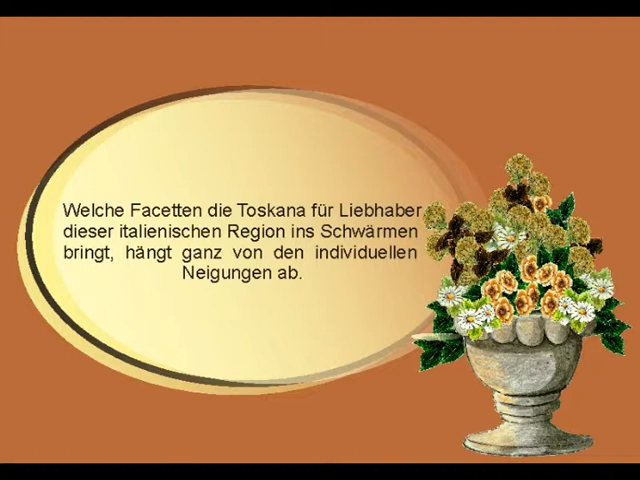 Welche Facetten die Toskana für Liebhaber
dieser italienischen Region ins Schwärmen
bringt, hängt ganz von den individuellen
Neigungen ab.